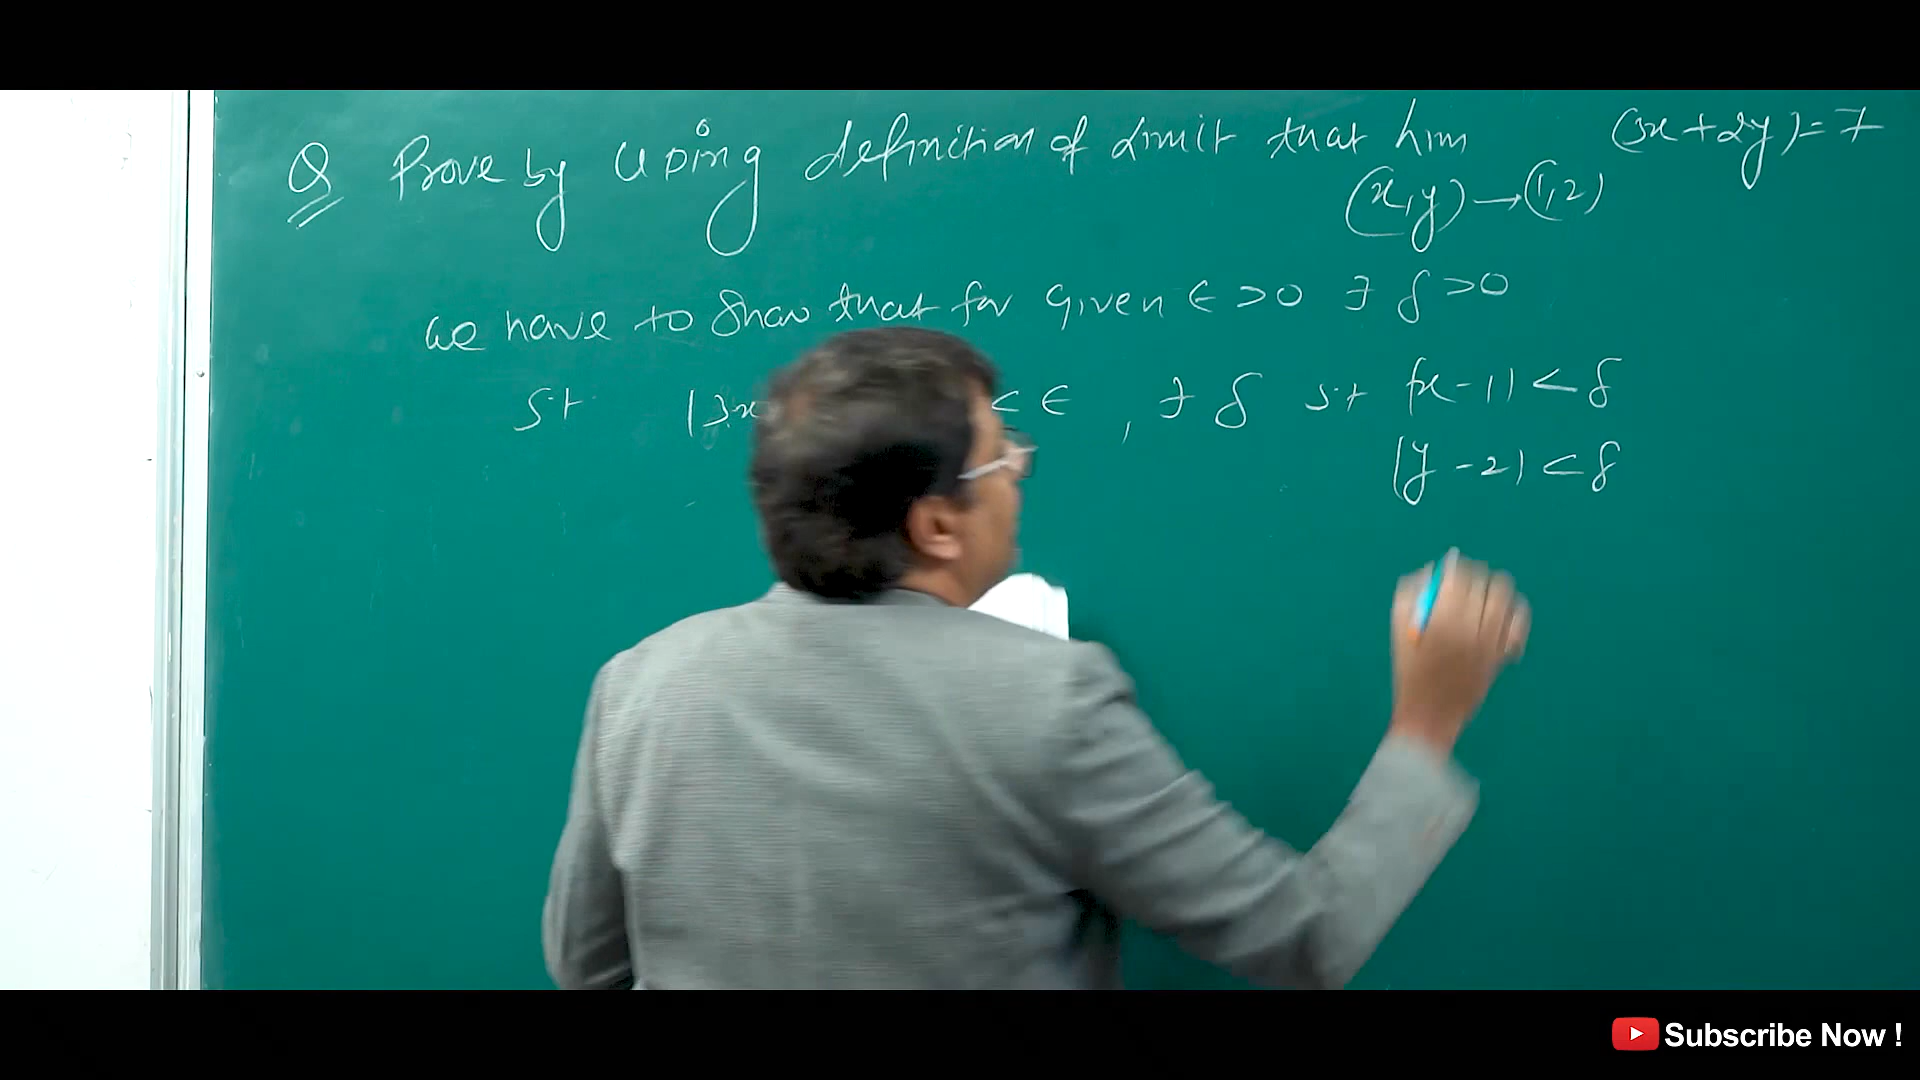 Q Prove by using definition of limit that lim (3x+2y)=7
(x,y)→(1,2)
we have to show that for given ϵ>0 ∃ δ>0
s.t |3x <ϵ , ∃ δ s.t |x-1|<δ
|y-2|<δ
Subscribe Now !